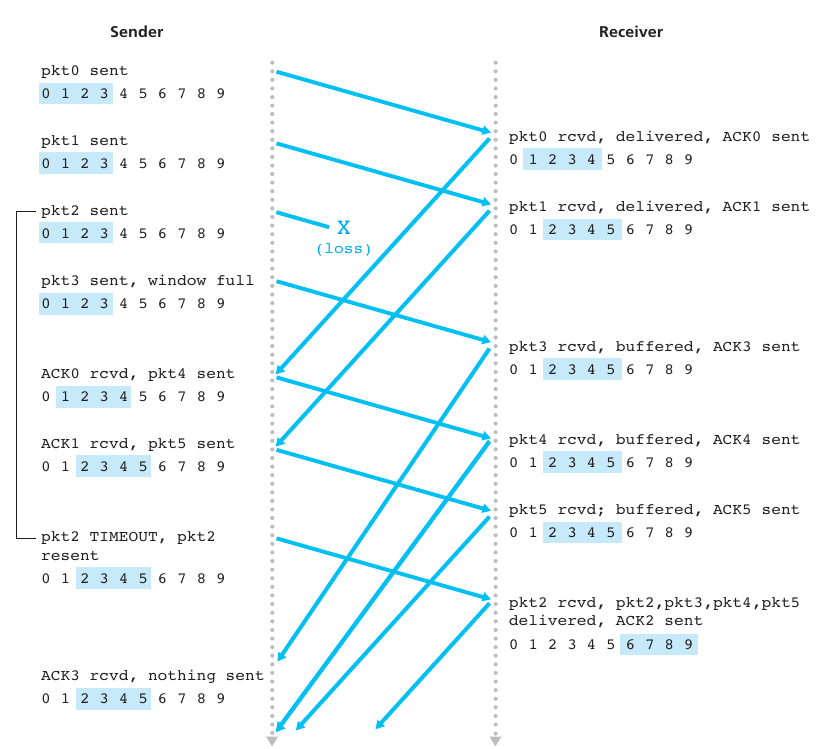 Sender
Receiver
pkt0 sent
0 1 2 3 4 5 6 7 8 9
pkt1 sent
0 1 2 3 4 5 6 7 8 9
pkt2 sent
0 1 2 3 4 5 6 7 8 9
X
(loss)
pkt3 sent, window full
0 1 2 3 4 5 6 7 8 9
ACK0 rcvd, pkt4 sent
0 1 2 3 4 5 6 7 8 9
ACK1 rcvd, pkt5 sent
0 1 2 3 4 5 6 7 8 9
pkt2 TIMEOUT, pkt2
resent
0 1 2 3 4 5 6 7 8 9
ACK3 rcvd, nothing sent
0 1 2 3 4 5 6 7 8 9
pkt0 rcvd, delivered, ACK0 sent
0 1 2 3 4 5 6 7 8 9
pkt1 rcvd, delivered, ACK1 sent
0 1 2 3 4 5 6 7 8 9
pkt3 rcvd, buffered, ACK3 sent
0 1 2 3 4 5 6 7 8 9
pkt4 rcvd, buffered, ACK4 sent
0 1 2 3 4 5 6 7 8 9
pkt5 rcvd; buffered, ACK5 sent
0 1 2 3 4 5 6 7 8 9
pkt2 rcvd, pkt2,pkt3,pkt4,pkt5
delivered, ACK2 sent
0 1 2 3 4 5 6 7 8 9